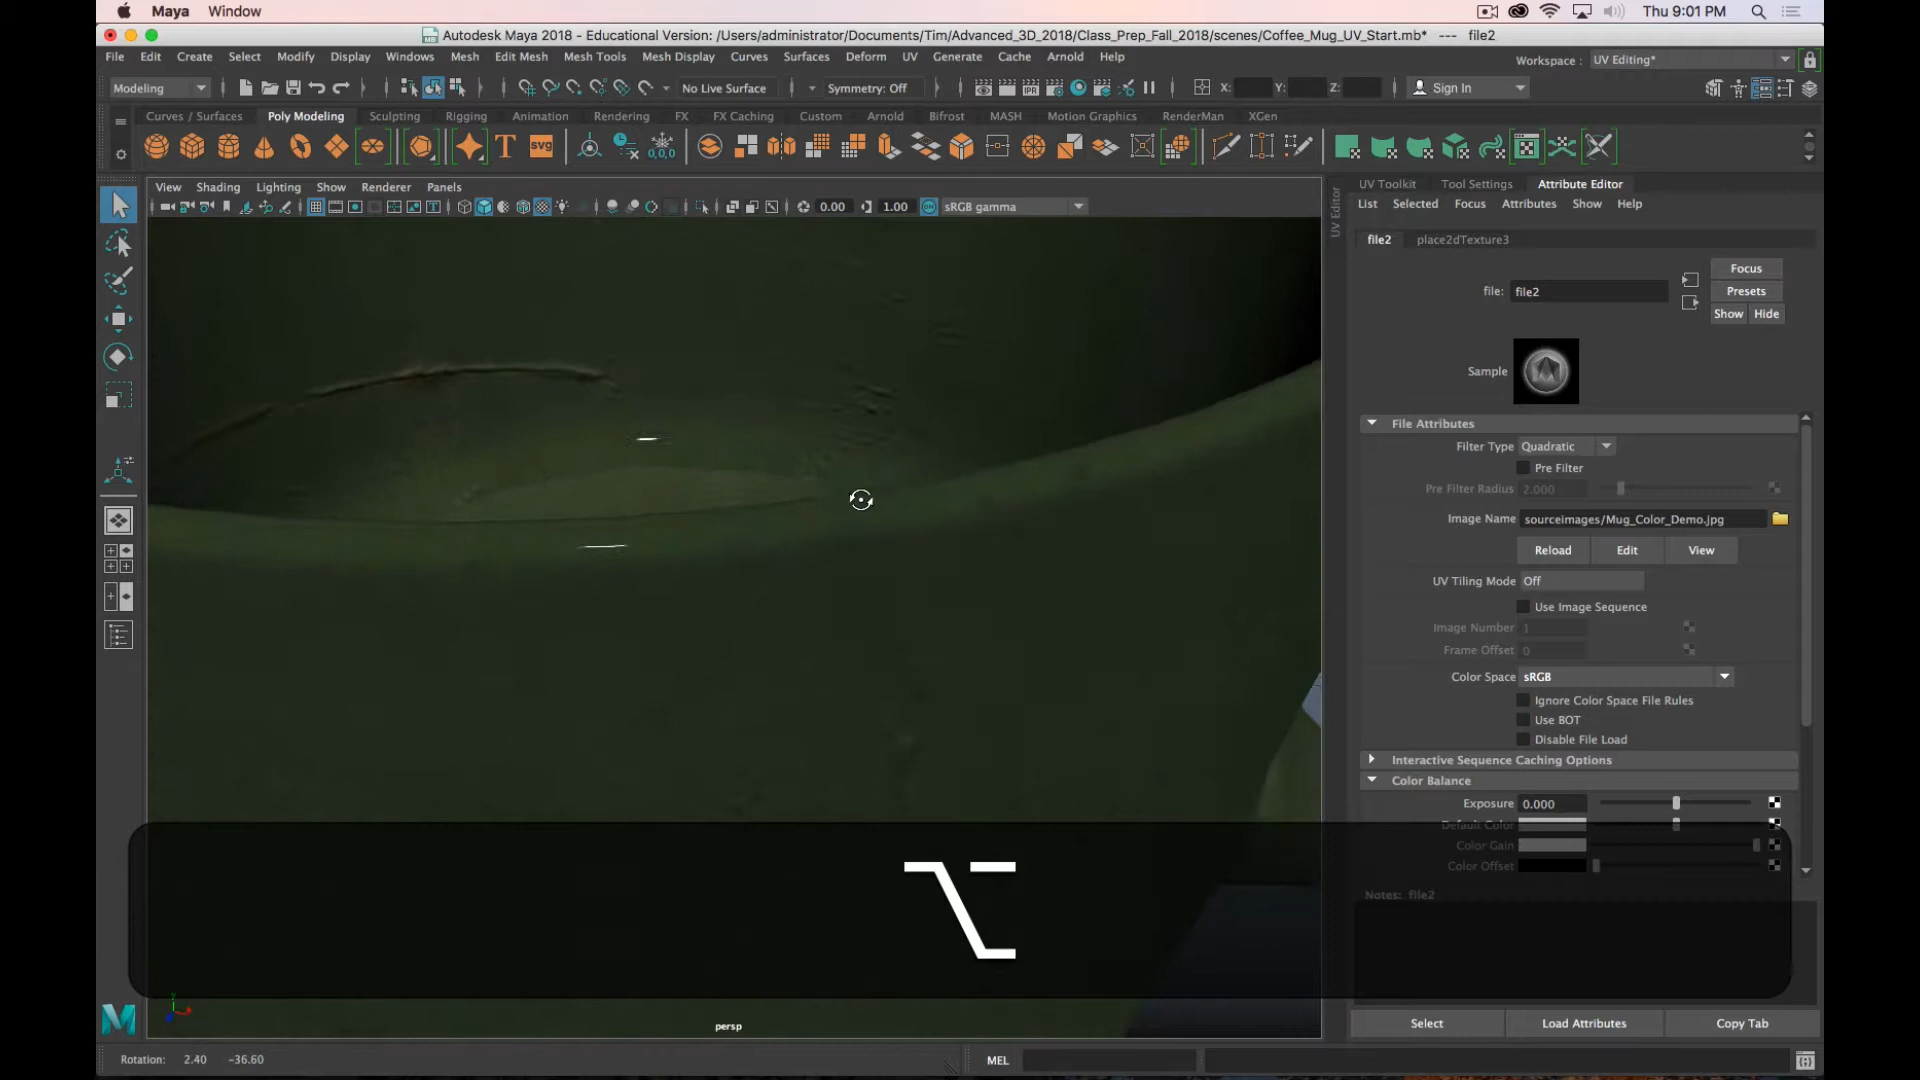 Maya Window Thu 9:01 PM
Autodesk Maya 2018 - Educational Version: /Users/administrator/Documents/Tim/Advanced_3D_2018/Class_Prep_Fall_2018/scenes/Coffee_Mug_UV_Start.mb* --- file2
File Edit Create Select Modify Display Windows Mesh Edit Mesh Mesh Tools Mesh Display Curves Surfaces Deform UV Generate Cache Arnold Help Workspace : UV Editing*
Modeling No Live Surface Symmetry: Off IPR X: Y: Z: Sign In
Curves / Surfaces Poly Modeling Sculpting Rigging Animation Rendering FX FX Caching Custom Arnold Bifrost MASH Motion Graphics RenderMan XGen
T SVG 0,0,0
View Shading Lighting Show Renderer Panels
0.00 1.00 ON sRGB gamma
UV Editor
UV Toolkit Tool Settings Attribute Editor
List Selected Focus Attributes Show Help
file2 place2dTexture3
Focus
file: file2 Presets
Show Hide
Sample
File Attributes
Filter Type Quadratic
Pre Filter
Pre Filter Radius 2.000
Image Name sourceimages/Mug_Color_Demo.jpg
Reload Edit View
UV Tiling Mode Off
Use Image Sequence
Image Number 1
Frame Offset 0
Color Space sRGB
Ignore Color Space File Rules
Use BOT
Disable File Load
Interactive Sequence Caching Options
Color Balance
Exposure 0.000
Default Color
Color Gain
Color Offset
Notes: file2
⌥
y
persp
Select Load Attributes Copy Tab
Rotation: 2.40 -36.60 MEL